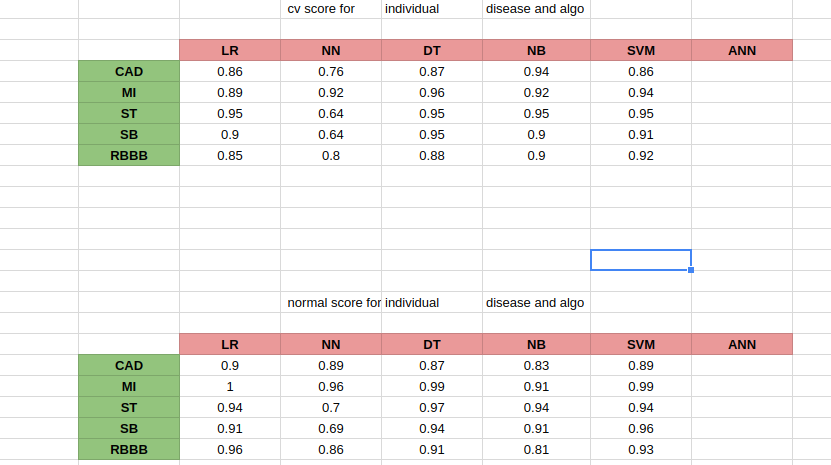 cv score for individual disease and algo
LR NN DT NB SVM ANN
CAD 0.86 0.76 0.87 0.94 0.86
MI 0.89 0.92 0.96 0.92 0.94
ST 0.95 0.64 0.95 0.95 0.95
SB 0.9 0.64 0.95 0.9 0.91
RBBB 0.85 0.8 0.88 0.9 0.92
normal score for individual disease and algo
LR NN DT NB SVM ANN
CAD 0.9 0.89 0.87 0.83 0.89
MI 1 0.96 0.99 0.91 0.99
ST 0.94 0.7 0.97 0.94 0.94
SB 0.91 0.69 0.94 0.91 0.96
RBBB 0.96 0.86 0.91 0.81 0.93